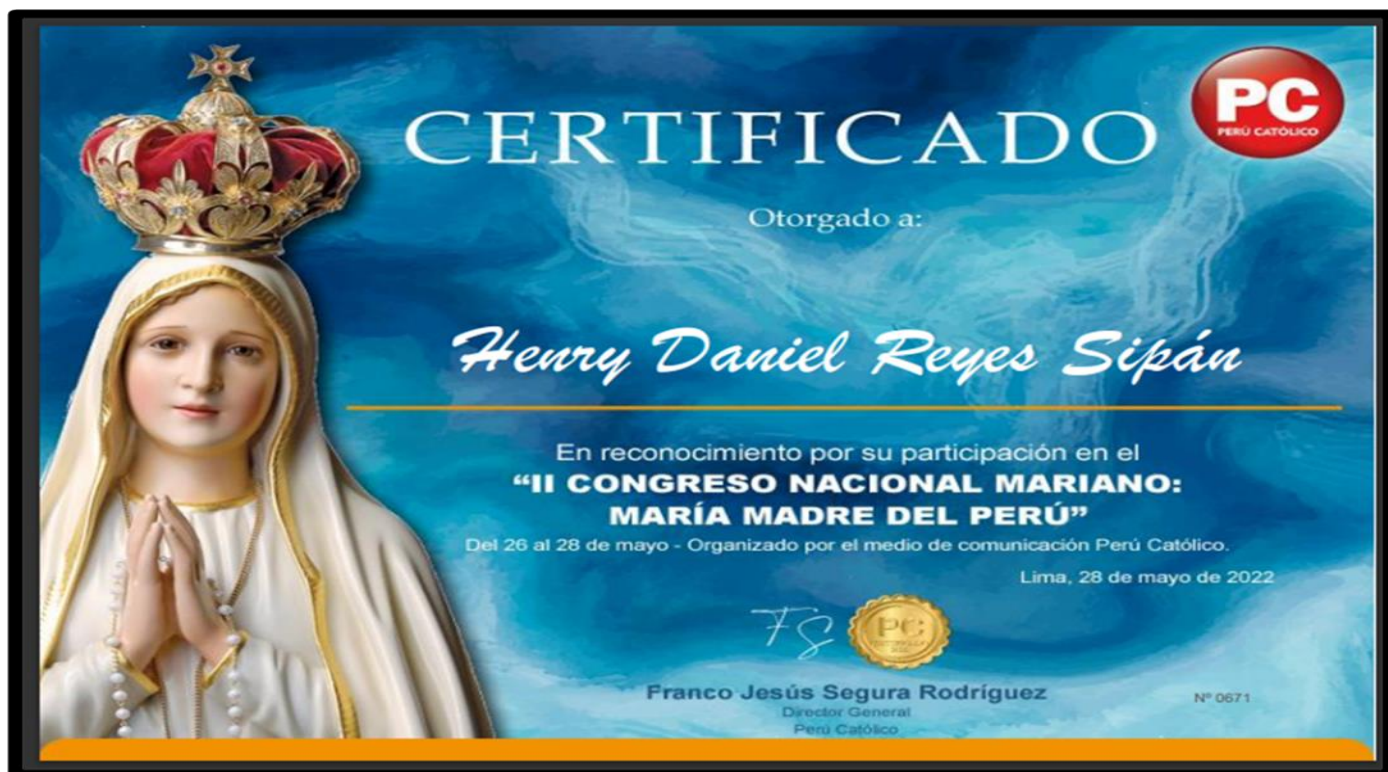 PC
PERÚ CATÓLICO
CERTIFICADO
Otorgado a:
Henry Daniel Reyes Sipán
En reconocimiento por su participación en el
“II CONGRESO NACIONAL MARIANO:
MARÍA MADRE DEL PERÚ”
Del 26 al 28 de mayo - Organizado por el medio de comunicación Perú Católico.
Lima, 28 de mayo de 2022
FS
PC
Franco Jesús Segura Rodríguez
Nº 0671
Director General
Perú Católico